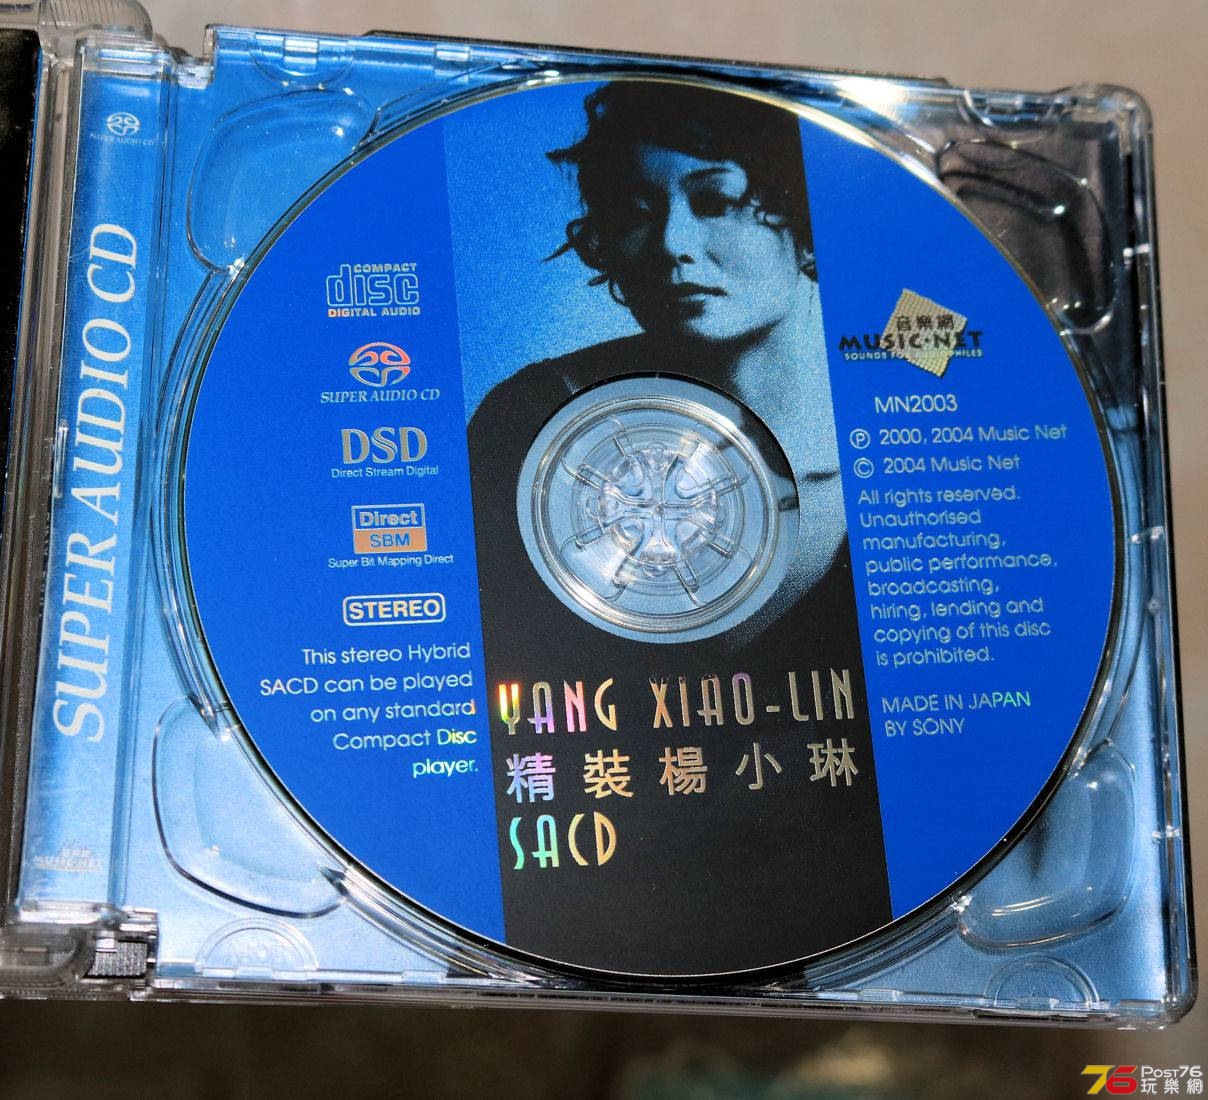 SUPER AUDIO CD
SUPER AUDIO CD
COMPACT
disc
DIGITAL AUDIO
SUPER AUDIO CD
DSD
Direct Stream Digital
Direct
SBM
Super Bit Mapping Direct
STEREO
This stereo Hybrid
SACD can be played
on any standard
Compact Disc
player.
YANG XIAO-LIN
精裝楊小琳
SACD
音樂網
MUSIC·NET
SOUNDS FOR AUDIOPHILES
MN2003
Ⓟ 2000, 2004 Music Net
© 2004 Music Net
All rights reserved.
Unauthorised
manufacturing,
public performance,
broadcasting,
hiring, lending and
copying of this disc
is prohibited.
MADE IN JAPAN
BY SONY
76 Post76
玩樂網